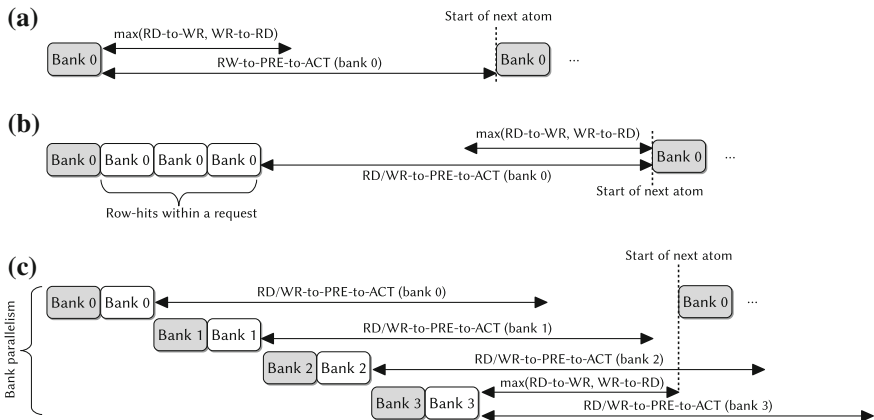 (a)
Start of next atom
max(RD-to-WR, WR-to-RD)
Bank 0
RW-to-PRE-to-ACT (bank 0)
Bank 0
...
(b)
max(RD-to-WR, WR-to-RD)
Bank 0 Bank 0 Bank 0 Bank 0
RD/WR-to-PRE-to-ACT (bank 0)
Bank 0
...
Start of next atom
Row-hits within a request
(c)
Start of next atom
Bank parallelism
Bank 0 Bank 0
RD/WR-to-PRE-to-ACT (bank 0)
Bank 0
...
Bank 1 Bank 1
RD/WR-to-PRE-to-ACT (bank 1)
Bank 2 Bank 2
RD/WR-to-PRE-to-ACT (bank 2)
max(RD-to-WR, WR-to-RD)
Bank 3 Bank 3
RD/WR-to-PRE-to-ACT (bank 3)